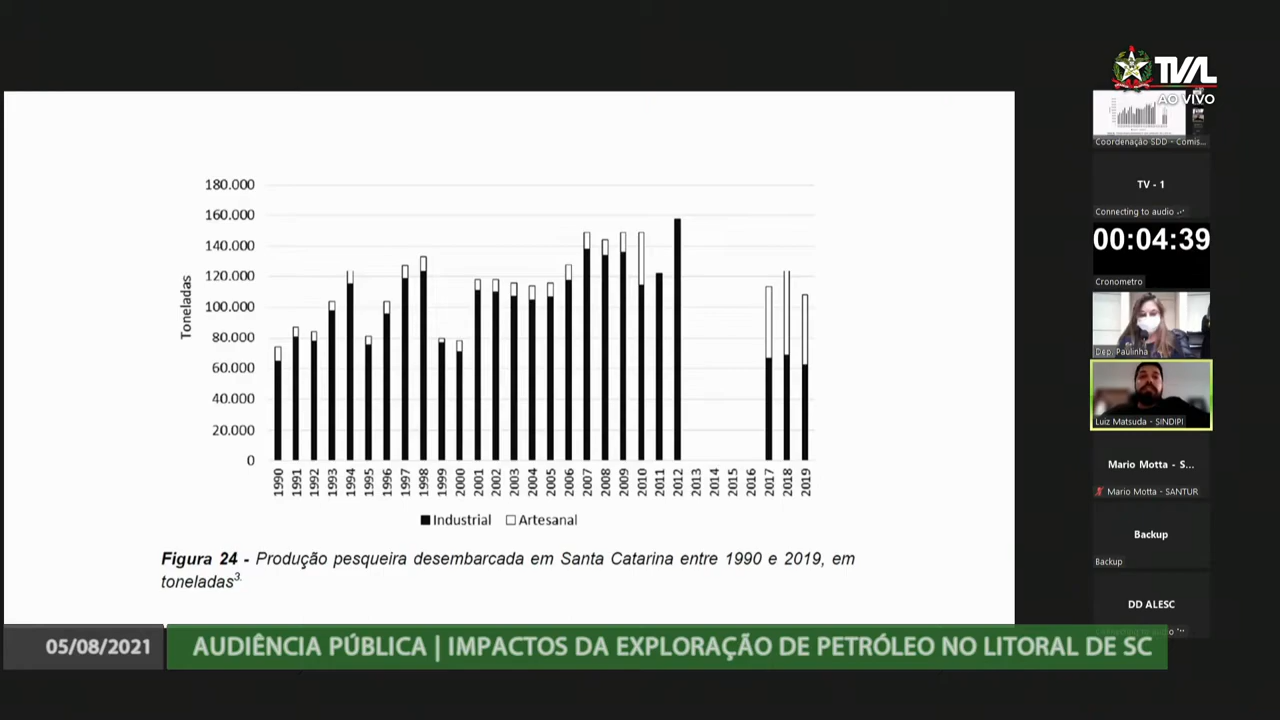 TVAL
AO VIVO
180.000
160.000
140.000
120.000
100.000
80.000
60.000
40.000
20.000
0
Toneladas
1990 1991 1992 1993 1994 1995 1996 1997 1998 1999 2000 2001 2002 2003 2004 2005 2006 2007 2008 2009 2010 2011 2012 2013 2014 2015 2016 2017 2018 2019
Industrial Artesanal
Figura 24 - Produção pesqueira desembarcada em Santa Catarina entre 1990 e 2019, em
toneladas3.
Coordenação SDD - Comis...
TV - 1
Connecting to audio
00:04:39
Cronometro
Dep. Paulinha
Luiz Matsuda - SINDIPI
Mario Motta - S...
Mario Motta - SANTUR
Backup
Backup
DD ALESC
05/08/2021
AUDIÊNCIA PÚBLICA | IMPACTOS DA EXPLORAÇÃO DE PETRÓLEO NO LITORAL DE SC